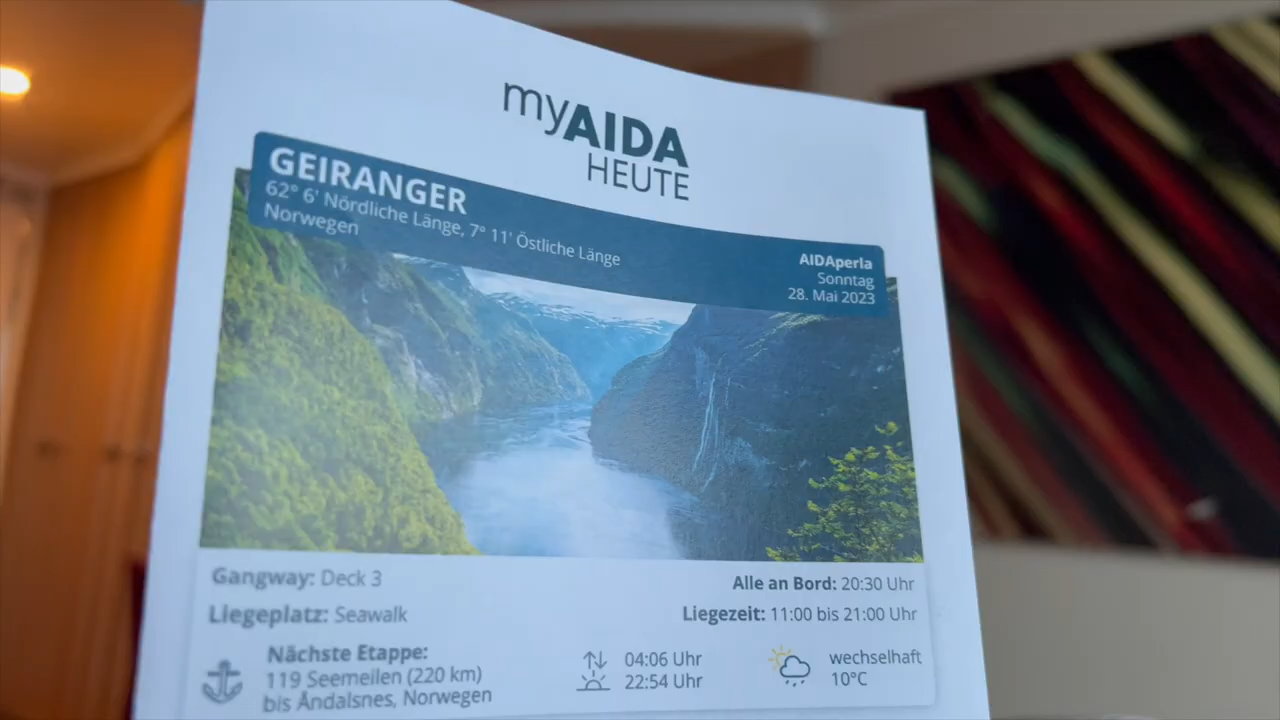 myAIDA
HEUTE
GEIRANGER
62° 6' Nördliche Länge, 7° 11' Östliche Länge
Norwegen
AIDAperla
Sonntag
28. Mai 2023
Gangway: Deck 3
Liegeplatz: Seawalk
Alle an Bord: 20:30 Uhr
Liegezeit: 11:00 bis 21:00 Uhr
Nächste Etappe:
119 Seemeilen (220 km)
bis Åndalsnes, Norwegen
04:06 Uhr
22:54 Uhr
wechselhaft
10°C